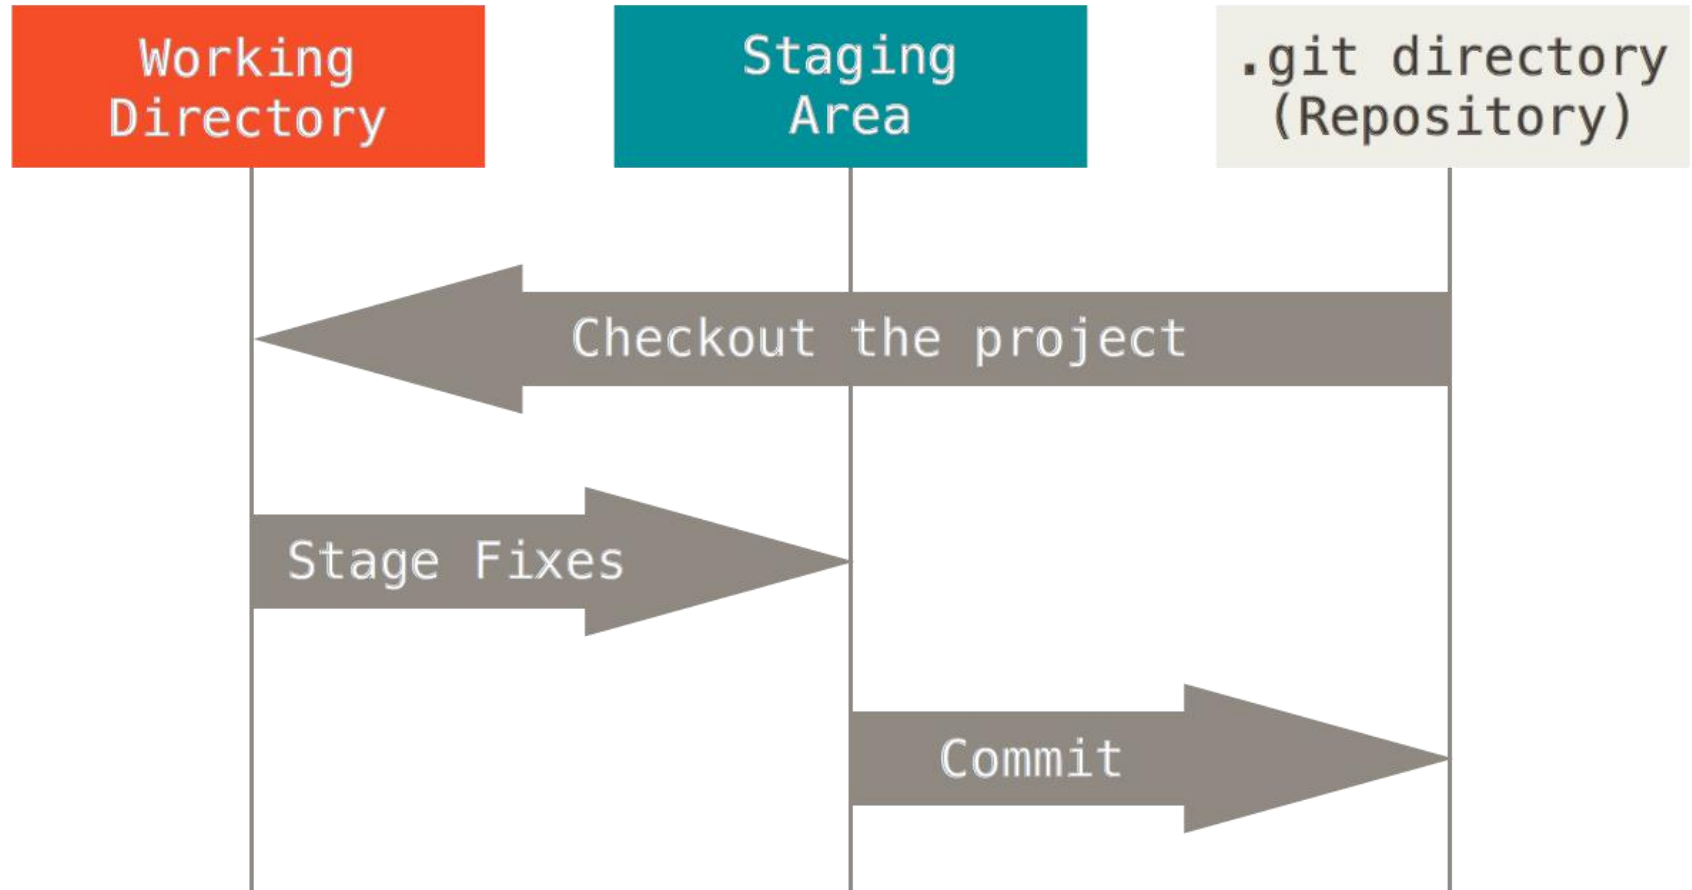 Working
Directory
Staging
Area
.git directory
(Repository)
Checkout the project
Stage Fixes
Commit